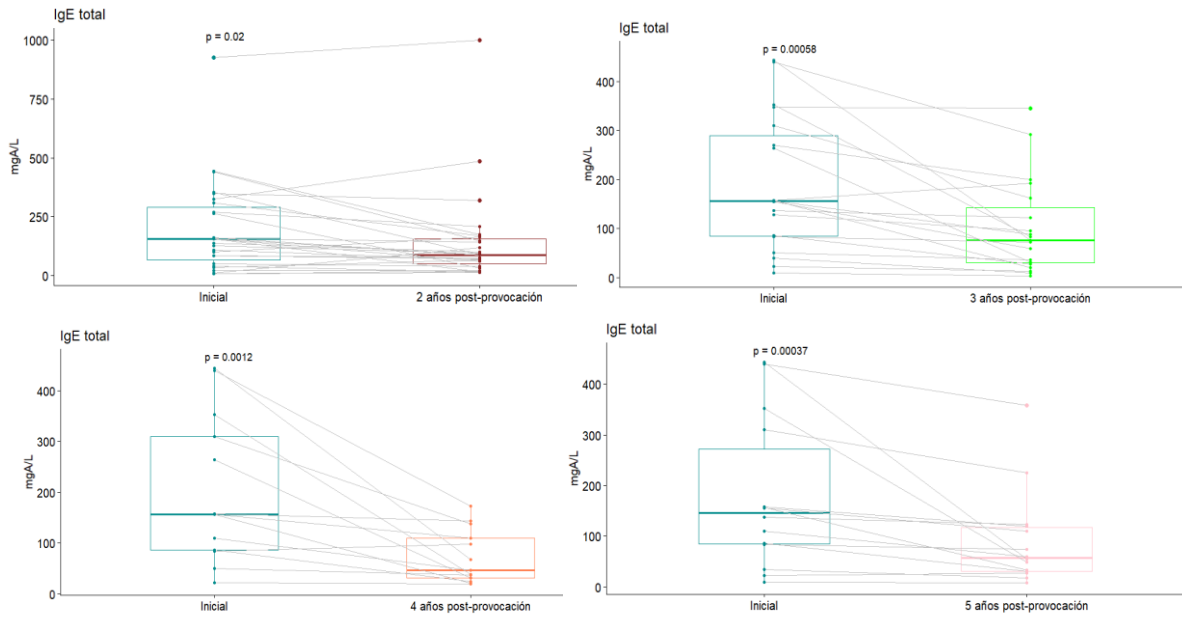 IgE total
p = 0.02
1000
750
500
250
0
mgA/L
Inicial
2 años post-provocación
IgE total
p = 0.00058
400
300
200
100
0
mgA/L
Inicial
3 años post-provocación
IgE total
p = 0.0012
400
300
200
100
0
mgA/L
Inicial
4 años post-provocación
IgE total
p = 0.00037
400
300
200
100
0
mgA/L
Inicial
5 años post-provocación